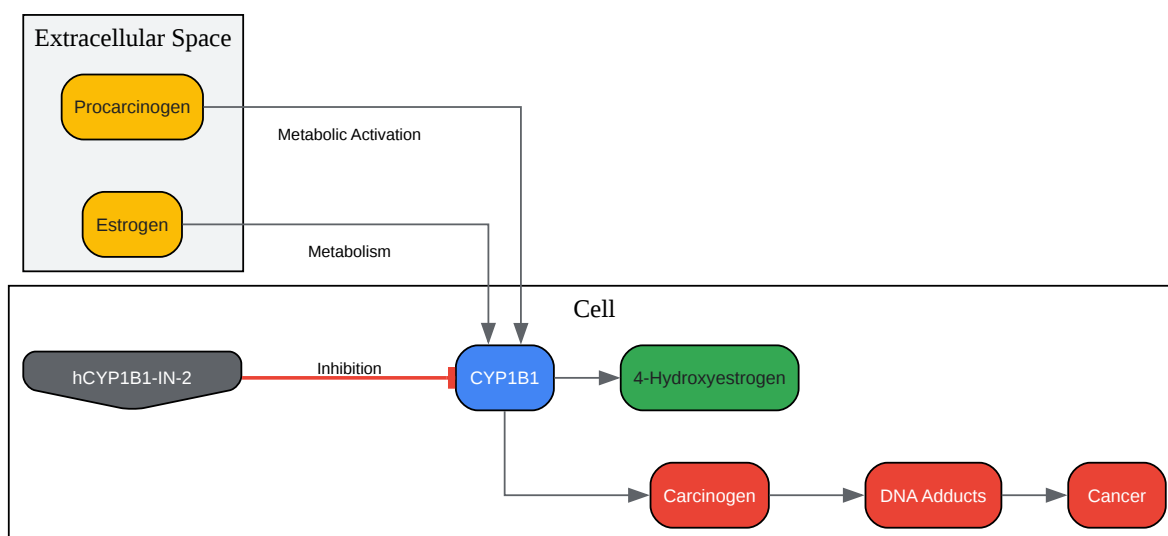 Extracellular Space
Procarcinogen
Metabolic Activation
Estrogen
Metabolism
Cell
hCYP1B1-IN-2
Inhibition
CYP1B1
4-Hydroxyestrogen
Carcinogen
DNA Adducts
Cancer